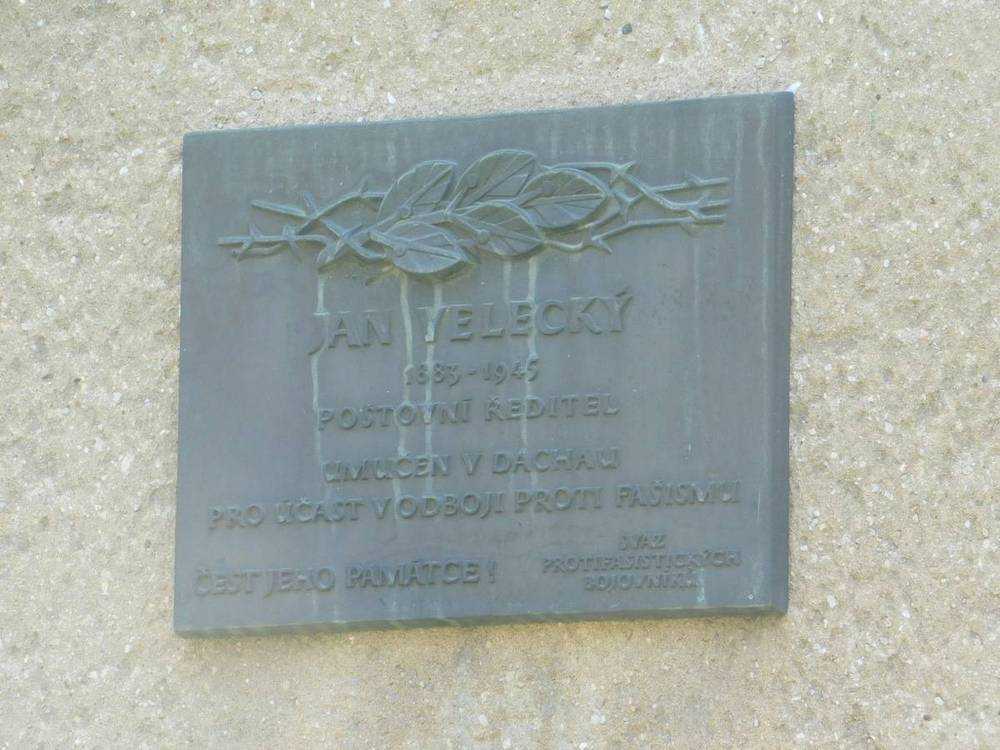 JAN VELECKÝ
1883 - 1945
POŠTOVNÍ ŘEDITEL
UMUČEN V DACHAU
PRO ÚČAST V ODBOJI PROTI FAŠISMU
ČEST JEHO PAMÁTCE!
SVAZ
PROTIFAŠISTICKÝCH
BOJOVNÍKŮ